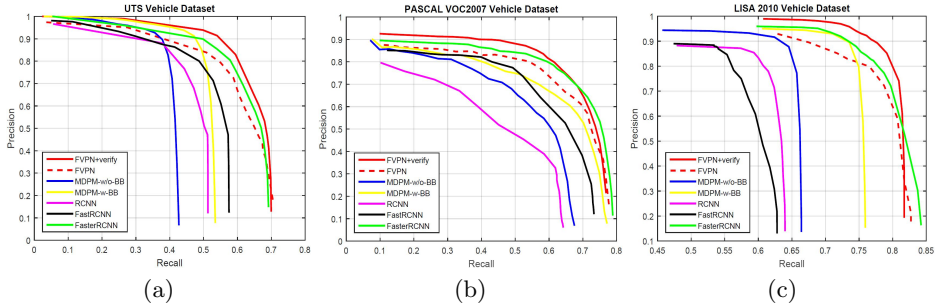 UTS Vehicle Dataset
1
0.9
0.8
0.7
0.6
0.5
0.4
0.3
0.2
0.1
0
Precision
FVPN+verify
FVPN
MDPM-w/o-BB
MDPM-w-BB
RCNN
FastRCNN
FasterRCNN
0 0.1 0.2 0.3 0.4 0.5 0.6 0.7 0.8
Recall
(a)
PASCAL VOC2007 Vehicle Dataset
1
0.9
0.8
0.7
0.6
0.5
0.4
0.3
0.2
0.1
0
Precision
FVPN+verify
FVPN
MDPM-w/o-BB
MDPM-w-BB
RCNN
FastRCNN
FasterRCNN
0 0.1 0.2 0.3 0.4 0.5 0.6 0.7 0.8
Recall
(b)
LISA 2010 Vehicle Dataset
1
0.9
0.8
0.7
0.6
0.5
0.4
0.3
0.2
0.1
Precision
FVPN+verify
FVPN
MDPM-w/o-BB
MDPM-w-BB
RCNN
FastRCNN
FasterRCNN
0.45 0.5 0.55 0.6 0.65 0.7 0.75 0.8 0.85
Recall
(c)